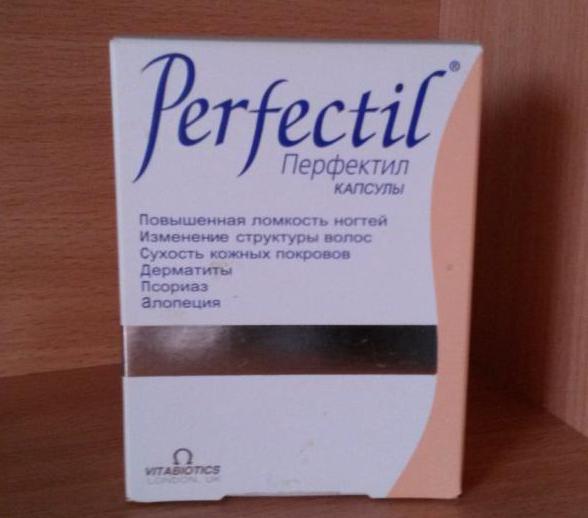 Perfectil®
Перфектил
КАПСУЛЫ
Повышенная ломкость ногтей
Изменение структуры волос
Сухость кожных покровов
Дерматиты
Псориаз
Алопеция
VITABIOTICS
LONDON, UK